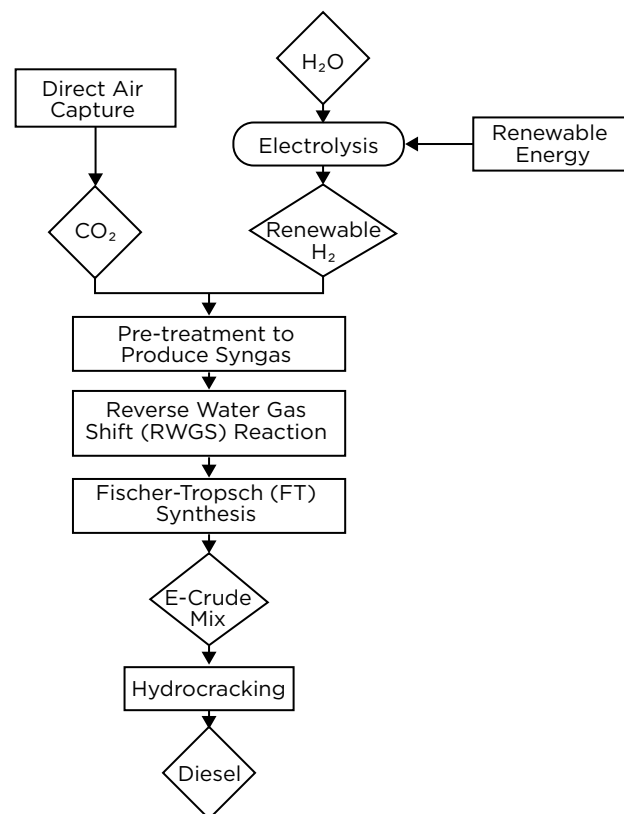 H₂O
Direct Air
Capture
Electrolysis
Renewable
Energy
CO₂
Renewable
H₂
Pre-treatment to
Produce Syngas
Reverse Water Gas
Shift (RWGS) Reaction
Fischer-Tropsch (FT)
Synthesis
E-Crude
Mix
Hydrocracking
Diesel